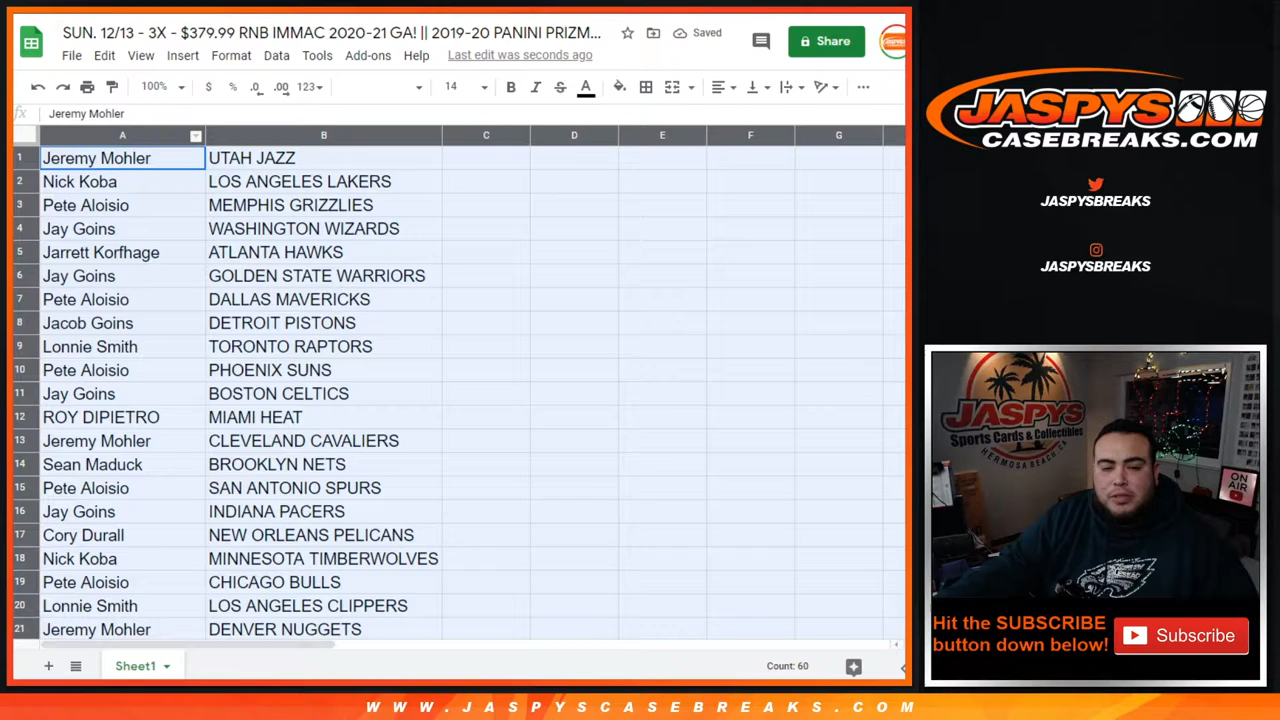 SUN. 12/13 - 3X - $379.99 RNB IMMAC 2020-21 GA! || 2019-20 PANINI PRIZM...
Saved
Share
File Edit View Insert Format Data Tools Add-ons Help Last edit was seconds ago
100% $ % .0 .00 123 14 B I S A
fx Jeremy Mohler
A B C D E F G
1 Jeremy Mohler UTAH JAZZ
2 Nick Koba LOS ANGELES LAKERS
3 Pete Aloisio MEMPHIS GRIZZLIES
4 Jay Goins WASHINGTON WIZARDS
5 Jarrett Korfhage ATLANTA HAWKS
6 Jay Goins GOLDEN STATE WARRIORS
7 Pete Aloisio DALLAS MAVERICKS
8 Jacob Goins DETROIT PISTONS
9 Lonnie Smith TORONTO RAPTORS
10 Pete Aloisio PHOENIX SUNS
11 Jay Goins BOSTON CELTICS
12 ROY DIPIETRO MIAMI HEAT
13 Jeremy Mohler CLEVELAND CAVALIERS
14 Sean Maduck BROOKLYN NETS
15 Pete Aloisio SAN ANTONIO SPURS
16 Jay Goins INDIANA PACERS
17 Cory Durall NEW ORLEANS PELICANS
18 Nick Koba MINNESOTA TIMBERWOLVES
19 Pete Aloisio CHICAGO BULLS
20 Lonnie Smith LOS ANGELES CLIPPERS
21 Jeremy Mohler DENVER NUGGETS
Sheet1
Count: 60
JASPYS
CASEBREAKS.COM
JASPYSBREAKS
JASPYSBREAKS
JASPYS
Sports Cards & Collectibles
HERMOSA BEACH, CA
ON
AIR
Hit the SUBSCRIBE
button down below!
Subscribe
WWW.JASPYSCASEBREAKS.COM